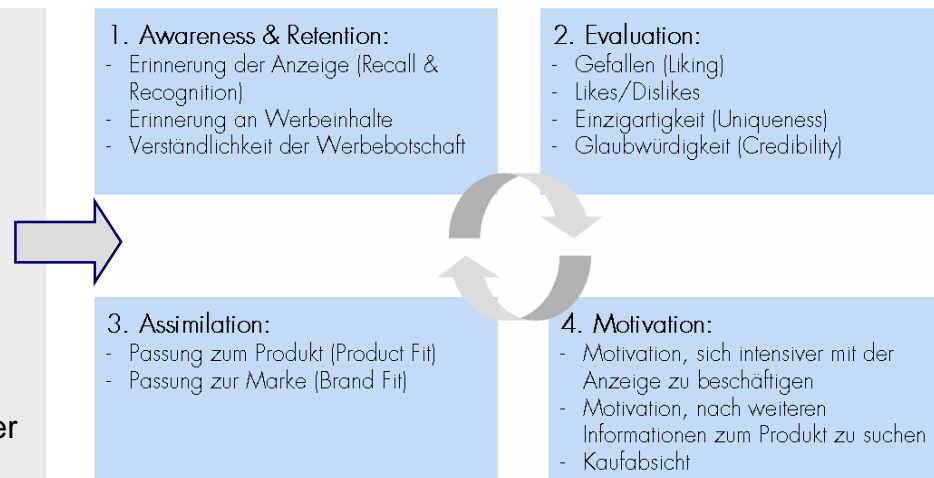 1. Awareness & Retention:
- Erinnerung der Anzeige (Recall &
Recognition)
- Erinnerung an Werbeinhalte
- Verständlichkeit der Werbebotschaft
2. Evaluation:
- Gefallen (Liking)
- Likes/Dislikes
- Einzigartigkeit (Uniqueness)
- Glaubwürdigkeit (Credibility)
3. Assimilation:
- Passung zum Produkt (Product Fit)
- Passung zur Marke (Brand Fit)
4. Motivation:
- Motivation, sich intensiver mit der
Anzeige zu beschäftigen
- Motivation, nach weiteren
Informationen zum Produkt zu suchen
- Kaufabsicht
er